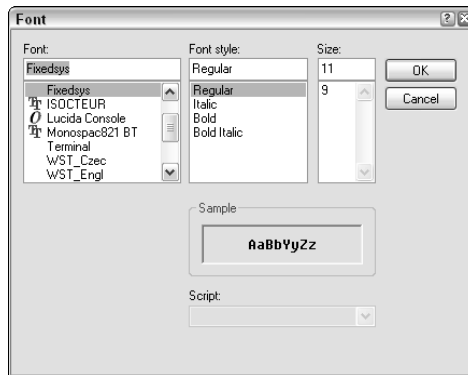 Font
Font:
Font style:
Size:
Fixedsys
Regular
11
OK
Cancel
Fixedsys
ISOCTEUR
Lucida Console
Monospac821 BT
Terminal
WST_Czec
WST_Engl
Regular
Italic
Bold
Bold Italic
9
Sample
AaBbYyZz
Script: